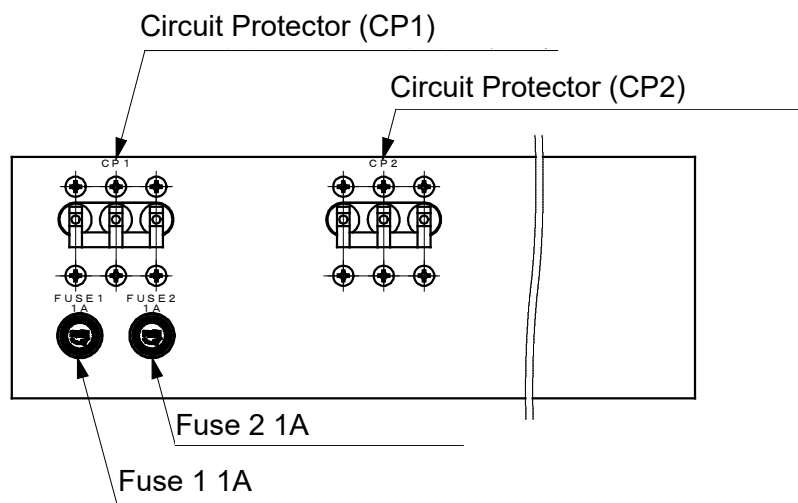 Circuit Protector (CP1)
Circuit Protector (CP2)
CP1
CP2
FUSE1 FUSE2
1A 1A
Fuse 2 1A
Fuse 1 1A